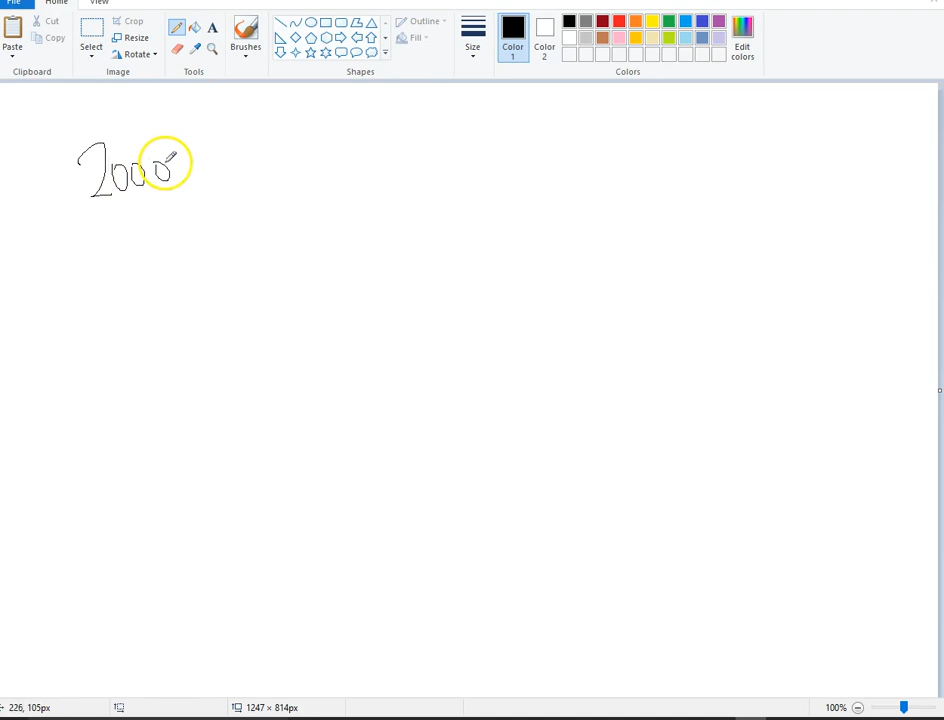 File Home View
Paste Cut Copy Clipboard
Select Crop Resize Rotate Image
Tools
Brushes
Shapes
Outline Fill
Size
Color 1 Color 2 Edit colors Colors
2000
226, 105px 1247 × 814px 100%